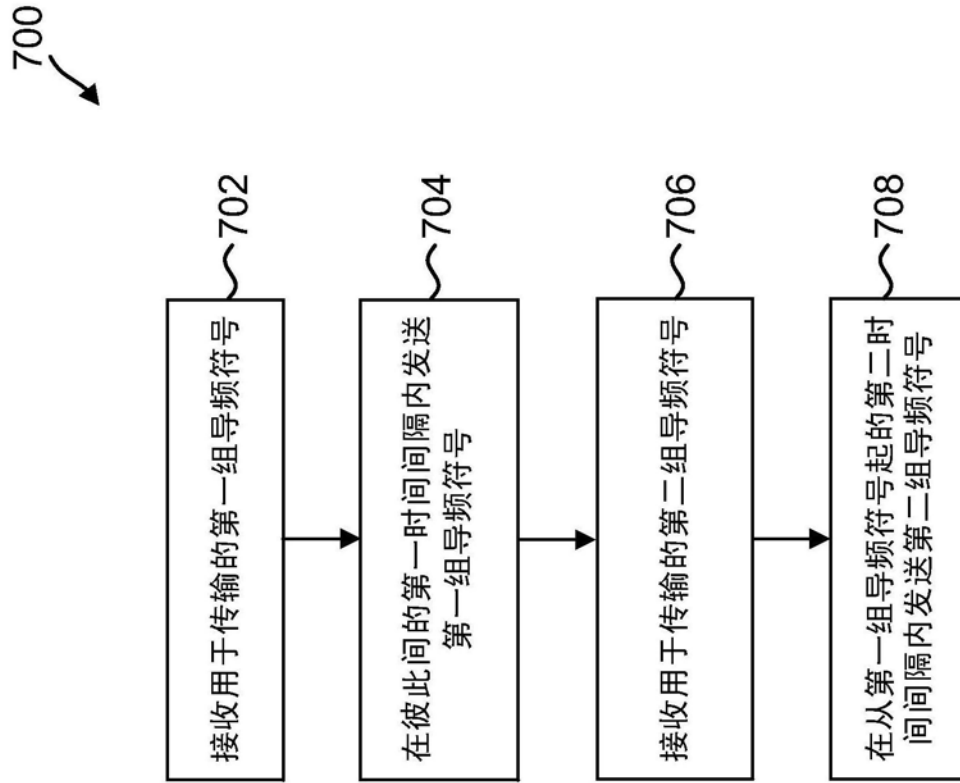 700
接收用于传输的第一组导频符号
702
在彼此间的第一时间间隔内发送
第一组导频符号
704
接收用于传输的第二组导频符号
706
在从第一组导频符号起的第二时
间间隔内发送第二组导频符号
708